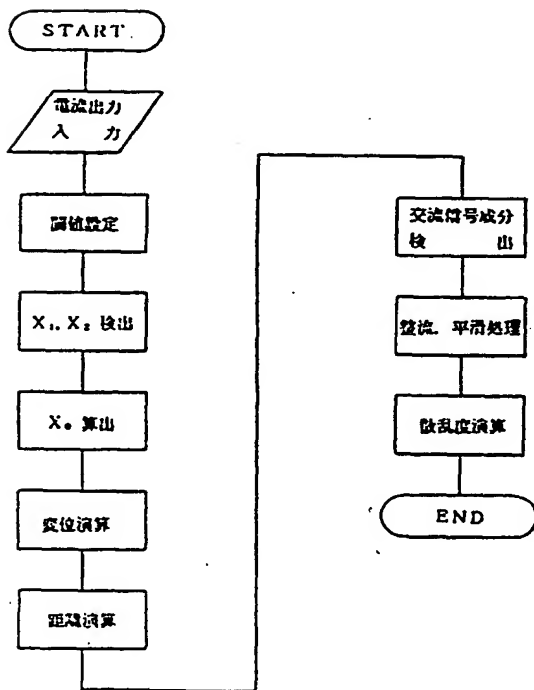 START
電流出力
入 力
閾値設定
X₁、X₂ 検出
X₀ 算出
変位演算
距離演算
交流信号成分
検 出
整流、平滑処理
散乱度演算
END